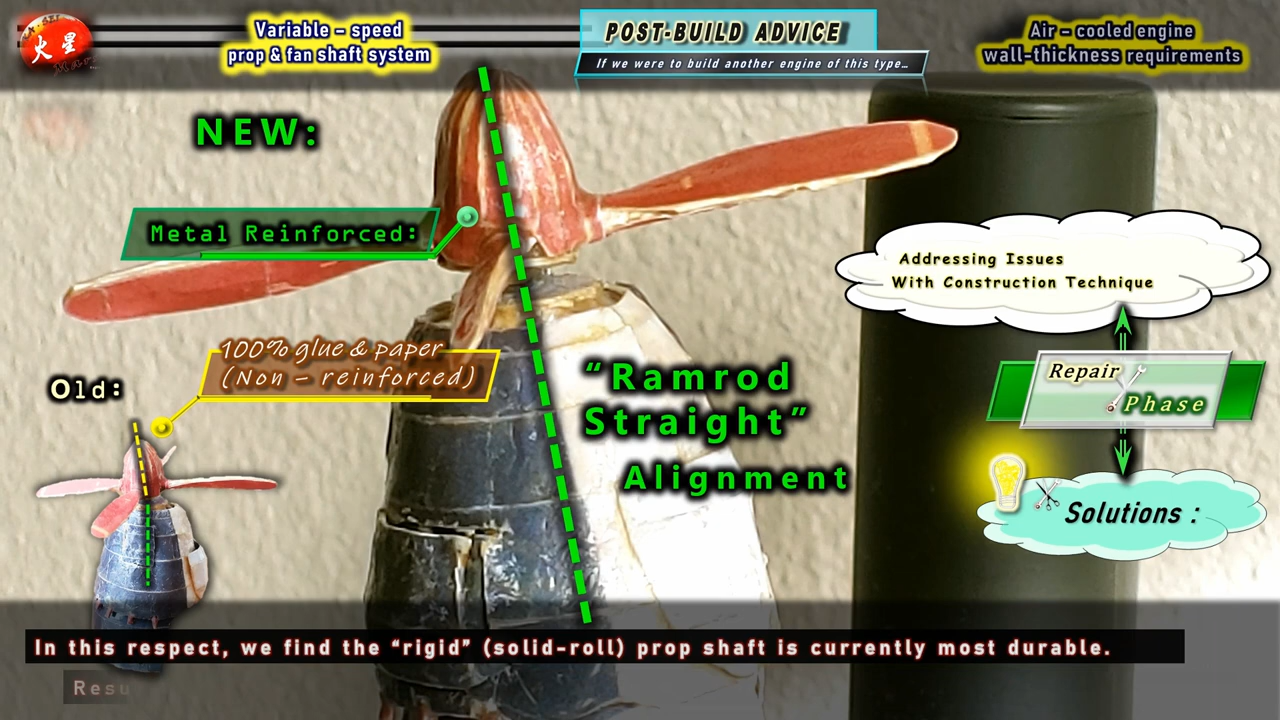 火星
Variable – speed
prop & fan shaft system
POST-BUILD ADVICE
If we were to build another engine of this type…
Air – cooled engine
wall-thickness requirements
NEW:
Metal Reinforced:
Addressing Issues
With Construction Technique
100% glue & paper
(Non – reinforced)
Old:
“Ramrod
Straight”
Alignment
Repair
Phase
Solutions :
In this respect, we find the “rigid” (solid-roll) prop shaft is currently most durable.
Resu